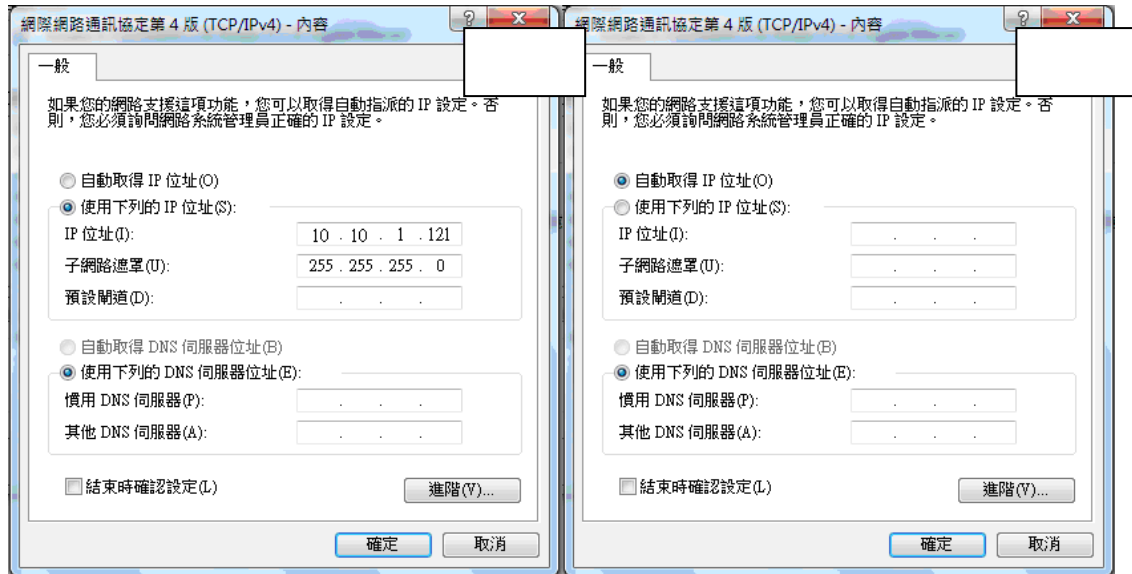 網際網路通訊協定第 4 版 (TCP/IPv4) - 內容
一般
如果您的網路支援這項功能，您可以取得自動指派的 IP 設定。否
則，您必須詢問網路系統管理員正確的 IP 設定。
自動取得 IP 位址(O)
使用下列的 IP 位址(S):
IP 位址(I):
10 . 10 . 1 . 121
子網路遮罩(U):
255 . 255 . 255 . 0
預設閘道(D):
. . .
自動取得 DNS 伺服器位址(B)
使用下列的 DNS 伺服器位址(E):
慣用 DNS 伺服器(P):
. . .
其他 DNS 伺服器(A):
. . .
結束時確認設定(L)
進階(V)...
確定
取消
網際網路通訊協定第 4 版 (TCP/IPv4) - 內容
一般
如果您的網路支援這項功能，您可以取得自動指派的 IP 設定。否
則，您必須詢問網路系統管理員正確的 IP 設定。
自動取得 IP 位址(O)
使用下列的 IP 位址(S):
IP 位址(I):
. . .
子網路遮罩(U):
. . .
預設閘道(D):
. . .
自動取得 DNS 伺服器位址(B)
使用下列的 DNS 伺服器位址(E):
慣用 DNS 伺服器(P):
. . .
其他 DNS 伺服器(A):
. . .
結束時確認設定(L)
進階(V)...
確定
取消